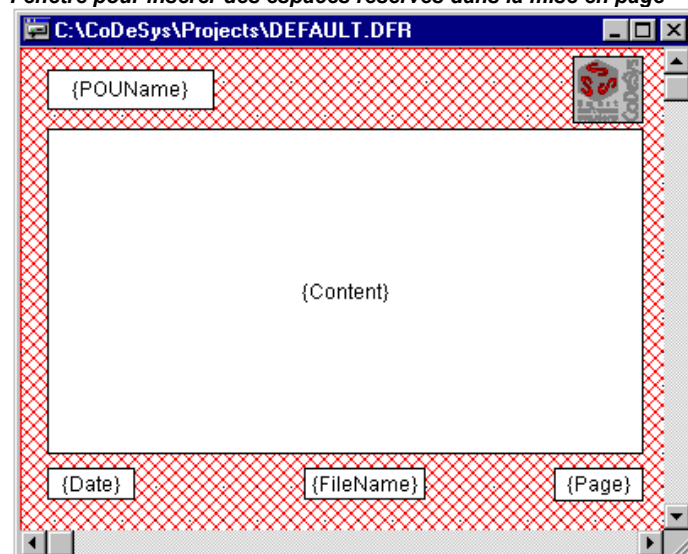 Fenêtre pour insérer des espaces réservés dans la mise en page
C:\CoDeSys\Projects\DEFAULT.DFR
{POUName}
CoDeSys
{Content}
{Date} {FileName} {Page}